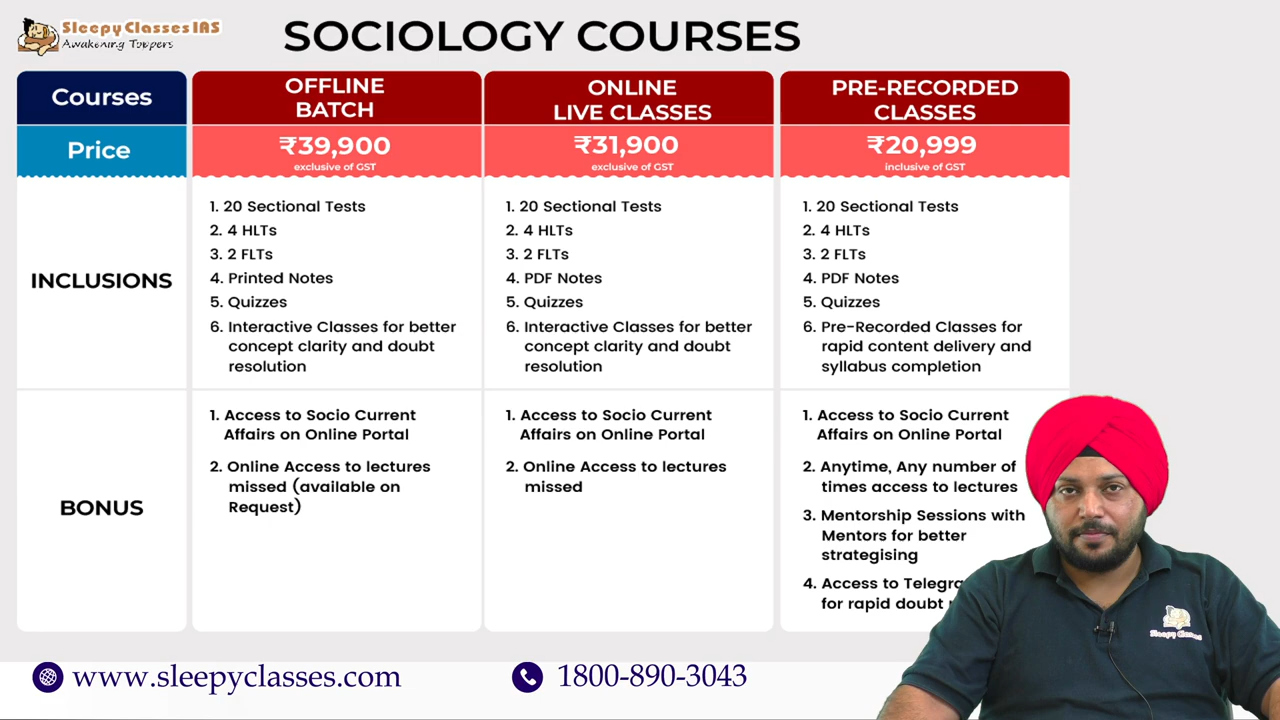 Sleepy Classes IAS
Awakening Toppers
SOCIOLOGY COURSES
Courses
OFFLINE
BATCH
ONLINE
LIVE CLASSES
PRE-RECORDED
CLASSES
Price
₹39,900
exclusive of GST
₹31,900
exclusive of GST
₹20,999
inclusive of GST
INCLUSIONS
1. 20 Sectional Tests
2. 4 HLTs
3. 2 FLTs
4. Printed Notes
5. Quizzes
6. Interactive Classes for better
concept clarity and doubt
resolution
1. 20 Sectional Tests
2. 4 HLTs
3. 2 FLTs
4. PDF Notes
5. Quizzes
6. Interactive Classes for better
concept clarity and doubt
resolution
1. 20 Sectional Tests
2. 4 HLTs
3. 2 FLTs
4. PDF Notes
5. Quizzes
6. Pre-Recorded Classes for
rapid content delivery and
syllabus completion
BONUS
1. Access to Socio Current
Affairs on Online Portal
2. Online Access to lectures
missed (available on
Request)
1. Access to Socio Current
Affairs on Online Portal
2. Online Access to lectures
missed
1. Access to Socio Current
Affairs on Online Portal
2. Anytime, Any number of
times access to lectures
3. Mentorship Sessions with
Mentors for better
strategising
4. Access to
for rapid doubt
Sleepy Classes
www.sleepyclasses.com
1800-890-3043